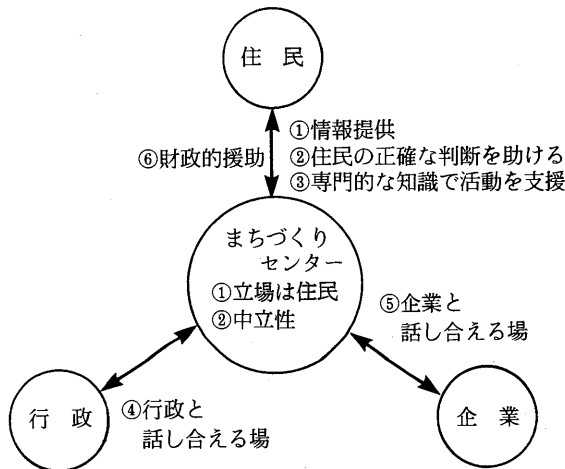 住 民
①情報提供
⑥財政的援助
②住民の正確な判断を助ける
③専門的な知識で活動を支援
まちづくり
センター
①立場は住民
②中立性
⑤企業と
話し合える場
行 政
④行政と
話し合える場
企 業